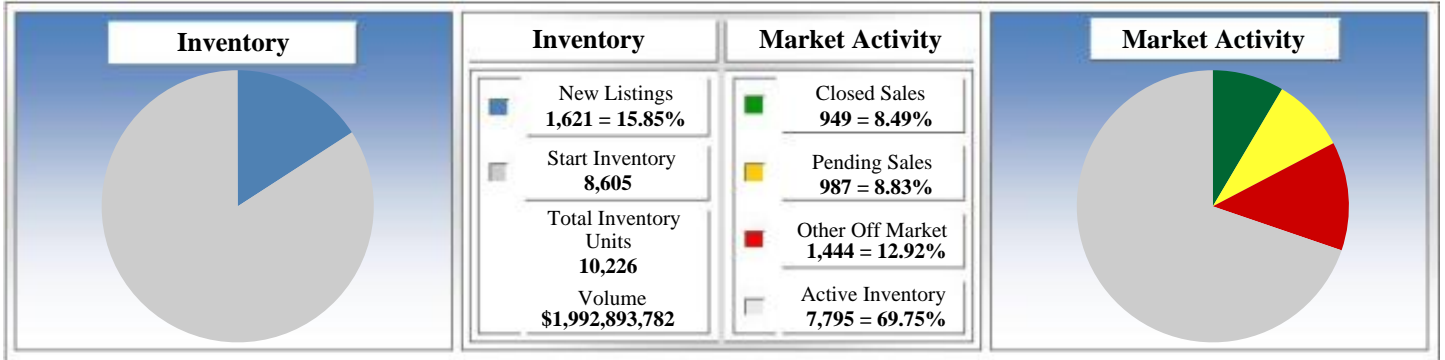 Inventory
Inventory
Market Activity
New Listings
1,621 = 15.85%
Start Inventory
8,605
Total Inventory
Units
10,226
Volume
$1,992,893,782
Closed Sales
949 = 8.49%
Pending Sales
987 = 8.83%
Other Off Market
1,444 = 12.92%
Active Inventory
7,795 = 69.75%
Market Activity